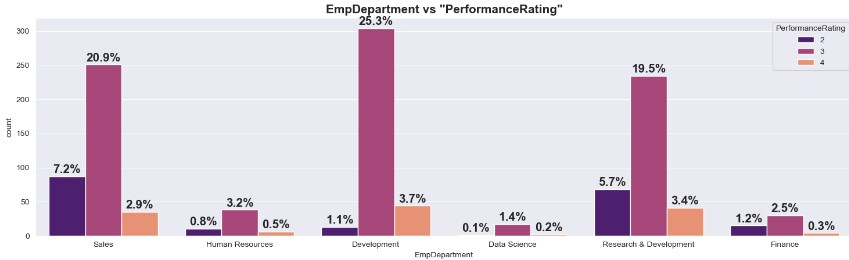 EmpDepartment vs "PerformanceRating"
PerformanceRating
2
3
4
count
300
250
200
150
100
50
0
7.2%
20.9%
2.9%
0.8%
3.2%
0.5%
1.1%
25.3%
3.7%
0.1%
1.4%
0.2%
5.7%
19.5%
3.4%
1.2%
2.5%
0.3%
Sales
Human Resources
Development
Data Science
Research & Development
Finance
EmpDepartment